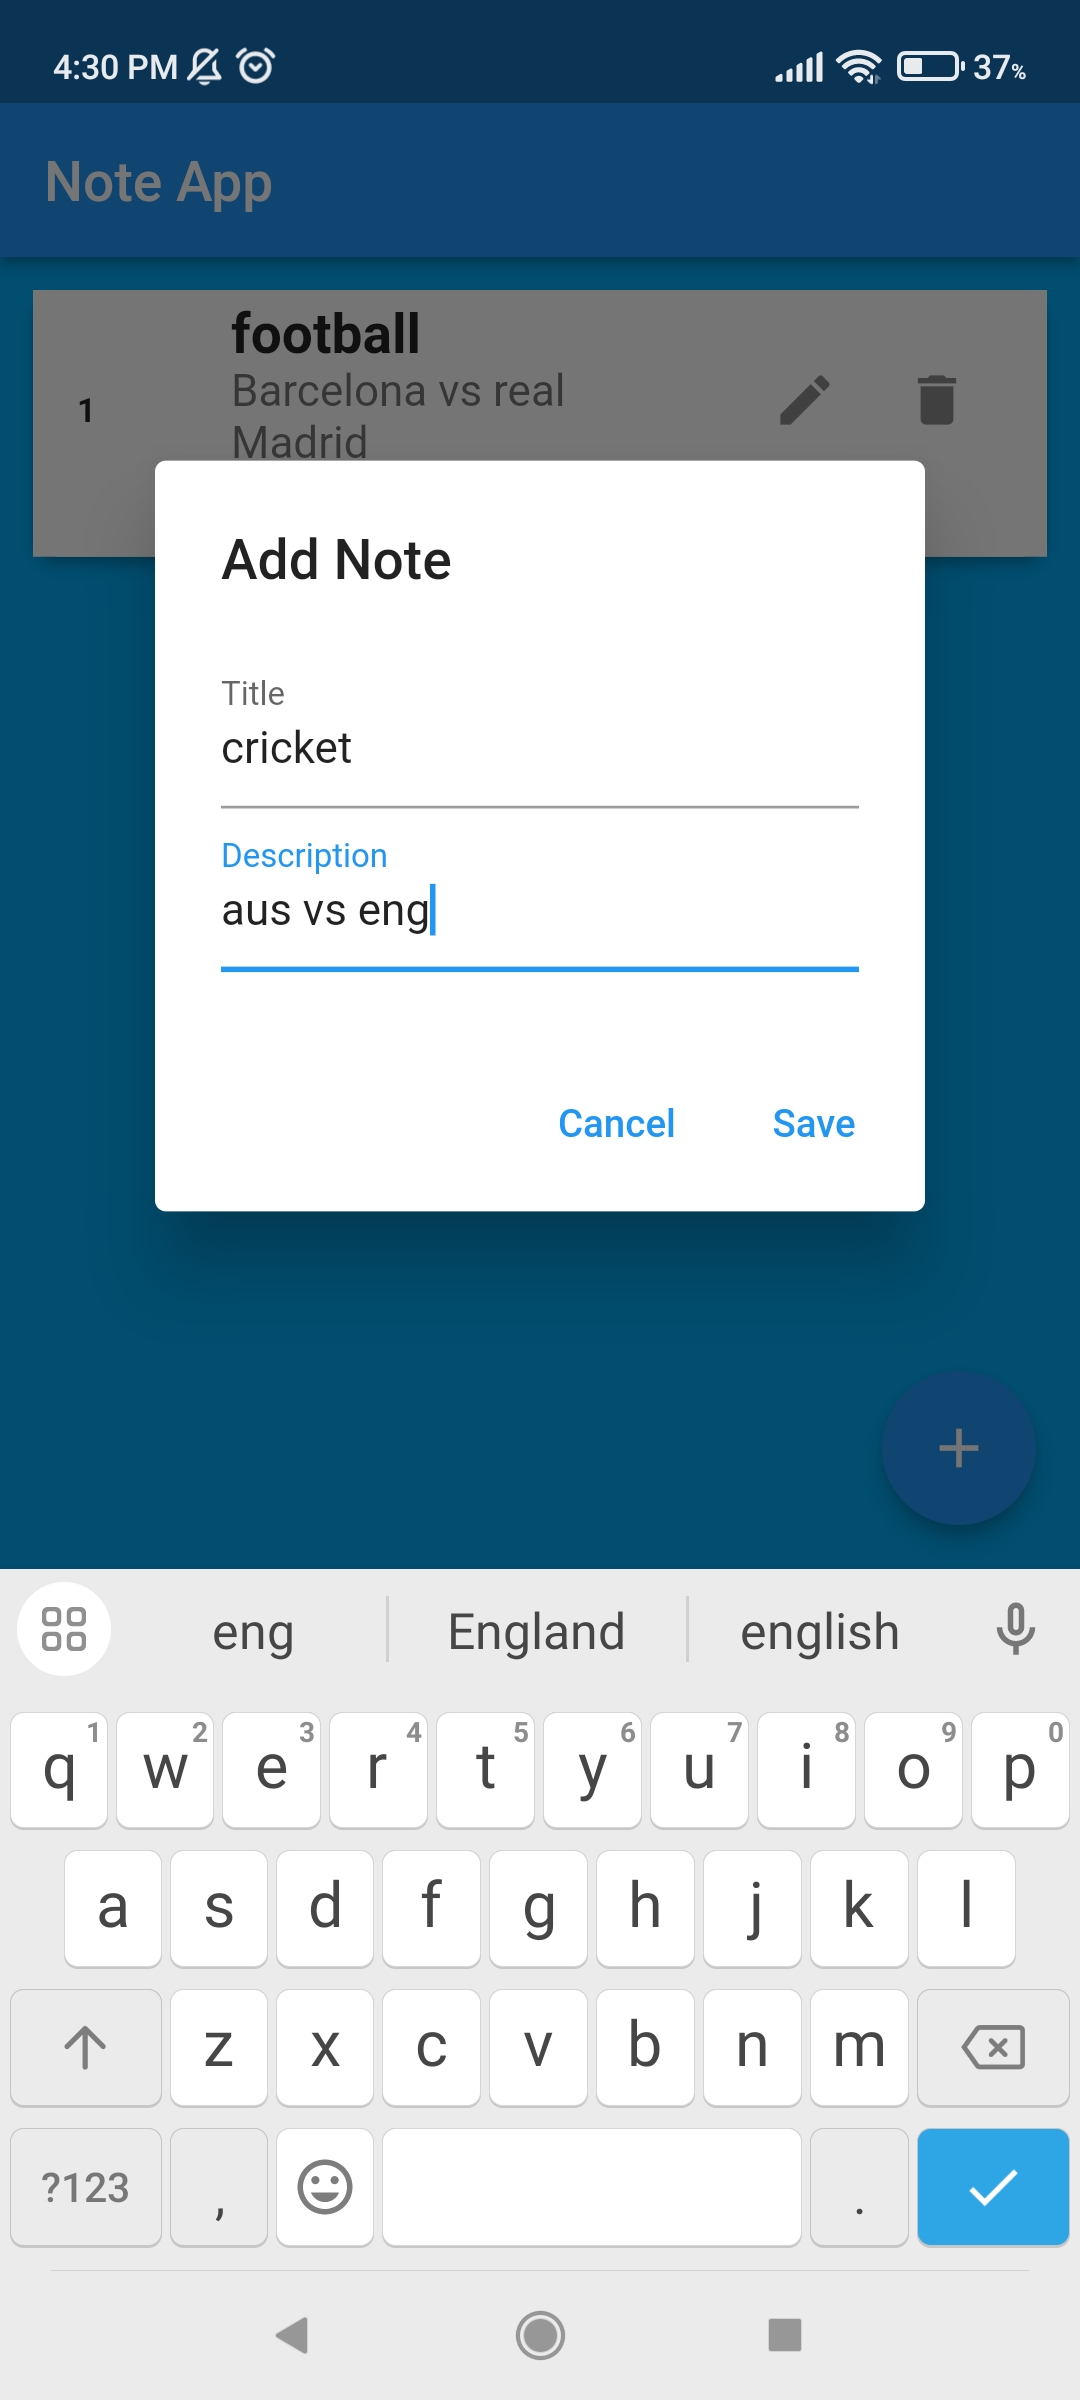 4:30 PM 37%
Note App
football
Barcelona vs real
Madrid
1
Add Note
Title
cricket
Description
aus vs eng
Cancel Save
+
eng England english
1 2 3 4 5 6 7 8 9 0
q w e r t y u i o p
a s d f g h j k l
z x c v b n m
?123 , .